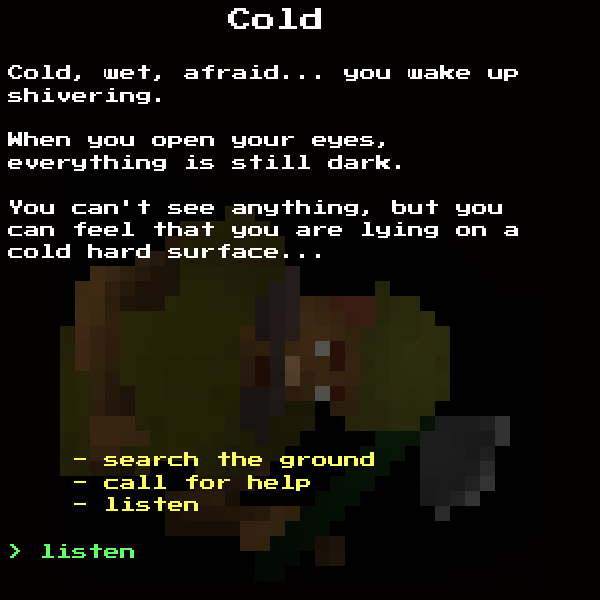 Cold
Cold, wet, afraid... you wake up
shivering.
When you open your eyes,
everything is still dark.
You can't see anything, but you
can feel that you are lying on a
cold hard surface...
- search the ground
- call for help
- listen
> listen